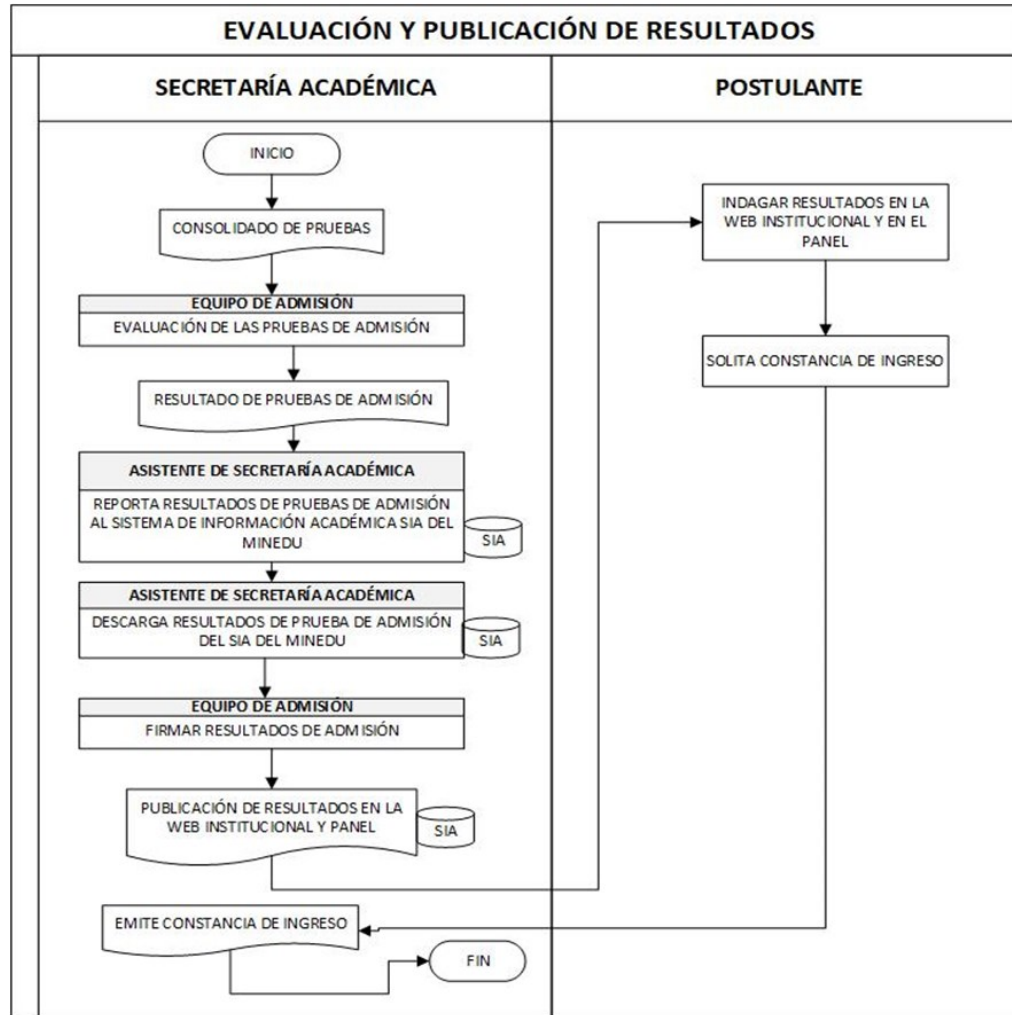 EVALUACIÓN Y PUBLICACIÓN DE RESULTADOS
SECRETARÍA ACADÉMICA
POSTULANTE
INICIO
CONSOLIDADO DE PRUEBAS
EQUIPO DE ADMISIÓN
EVALUACIÓN DE LAS PRUEBAS DE ADMISIÓN
RESULTADO DE PRUEBAS DE ADMISIÓN
ASISTENTE DE SECRETARÍA ACADÉMICA
REPORTA RESULTADOS DE PRUEBAS DE ADMISIÓN
AL SISTEMA DE INFORMACIÓN ACADÉMICA SIA DEL
MINEDU
SIA
ASISTENTE DE SECRETARÍA ACADÉMICA
DESCARGA RESULTADOS DE PRUEBA DE ADMISIÓN
DEL SIA DEL MINEDU
SIA
EQUIPO DE ADMISIÓN
FIRMAR RESULTADOS DE ADMISIÓN
PUBLICACIÓN DE RESULTADOS EN LA
WEB INSTITUCIONAL Y PANEL
SIA
INDAGAR RESULTADOS EN LA
WEB INSTITUCIONAL Y EN EL
PANEL
SOLITA CONSTANCIA DE INGRESO
EMITE CONSTANCIA DE INGRESO
FIN